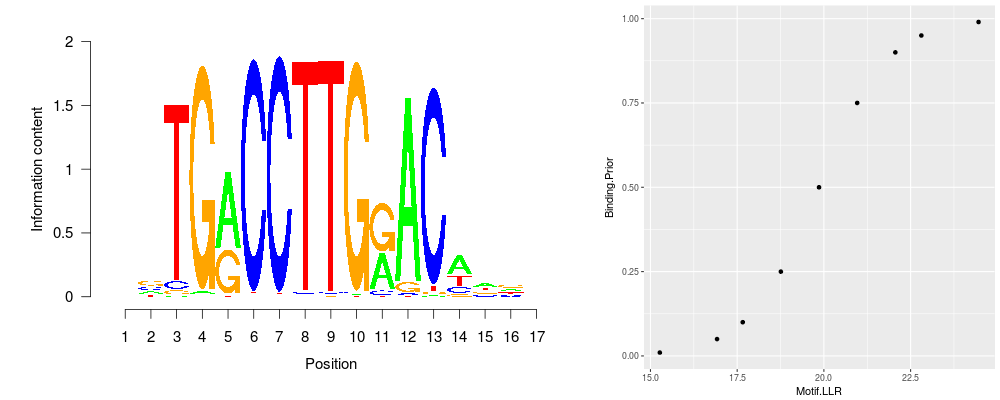 2
1.5
1
0.5
0
Information content
TGACCTTGGAC
G A A
1 2 3 4 5 6 7 8 9 10 11 12 13 14 15 16 17
Position
1.00
0.75
0.50
0.25
0.00
Binding.Prior
15.0 17.5 20.0 22.5
Motif.LLR